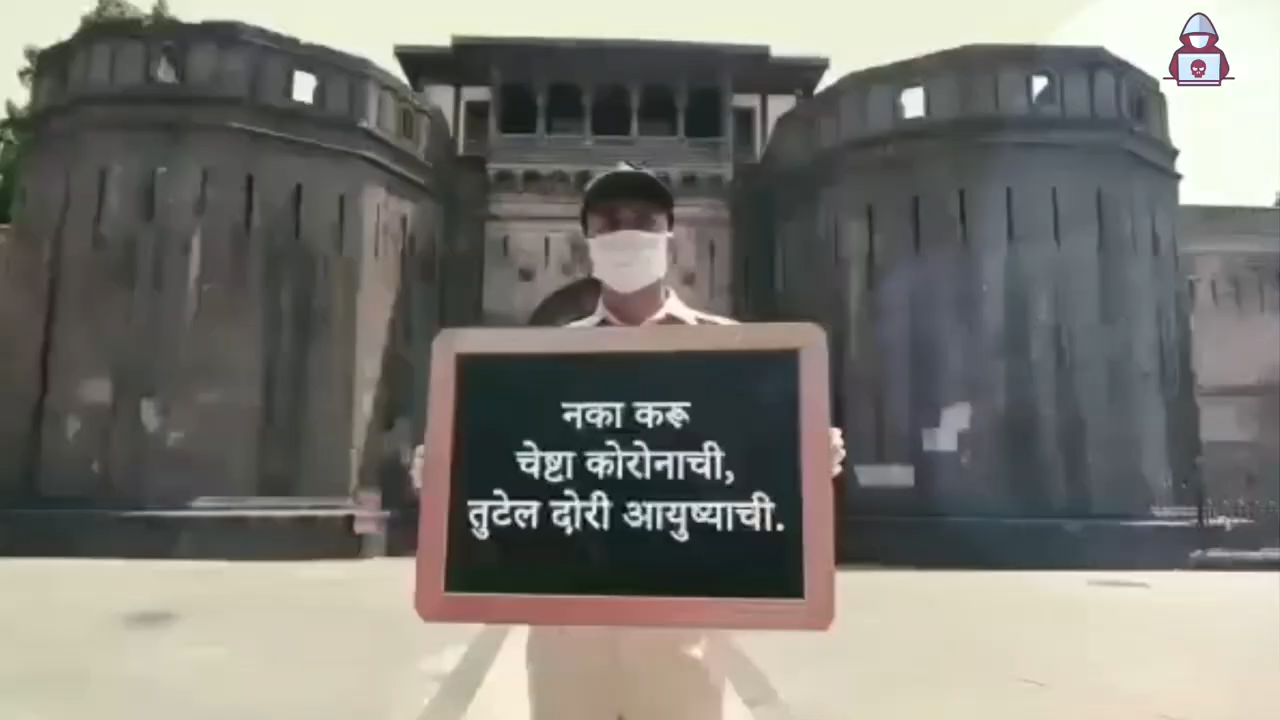 नका करू
चेष्टा कोरोनाची,
तुटेल दोरी आयुष्याची.